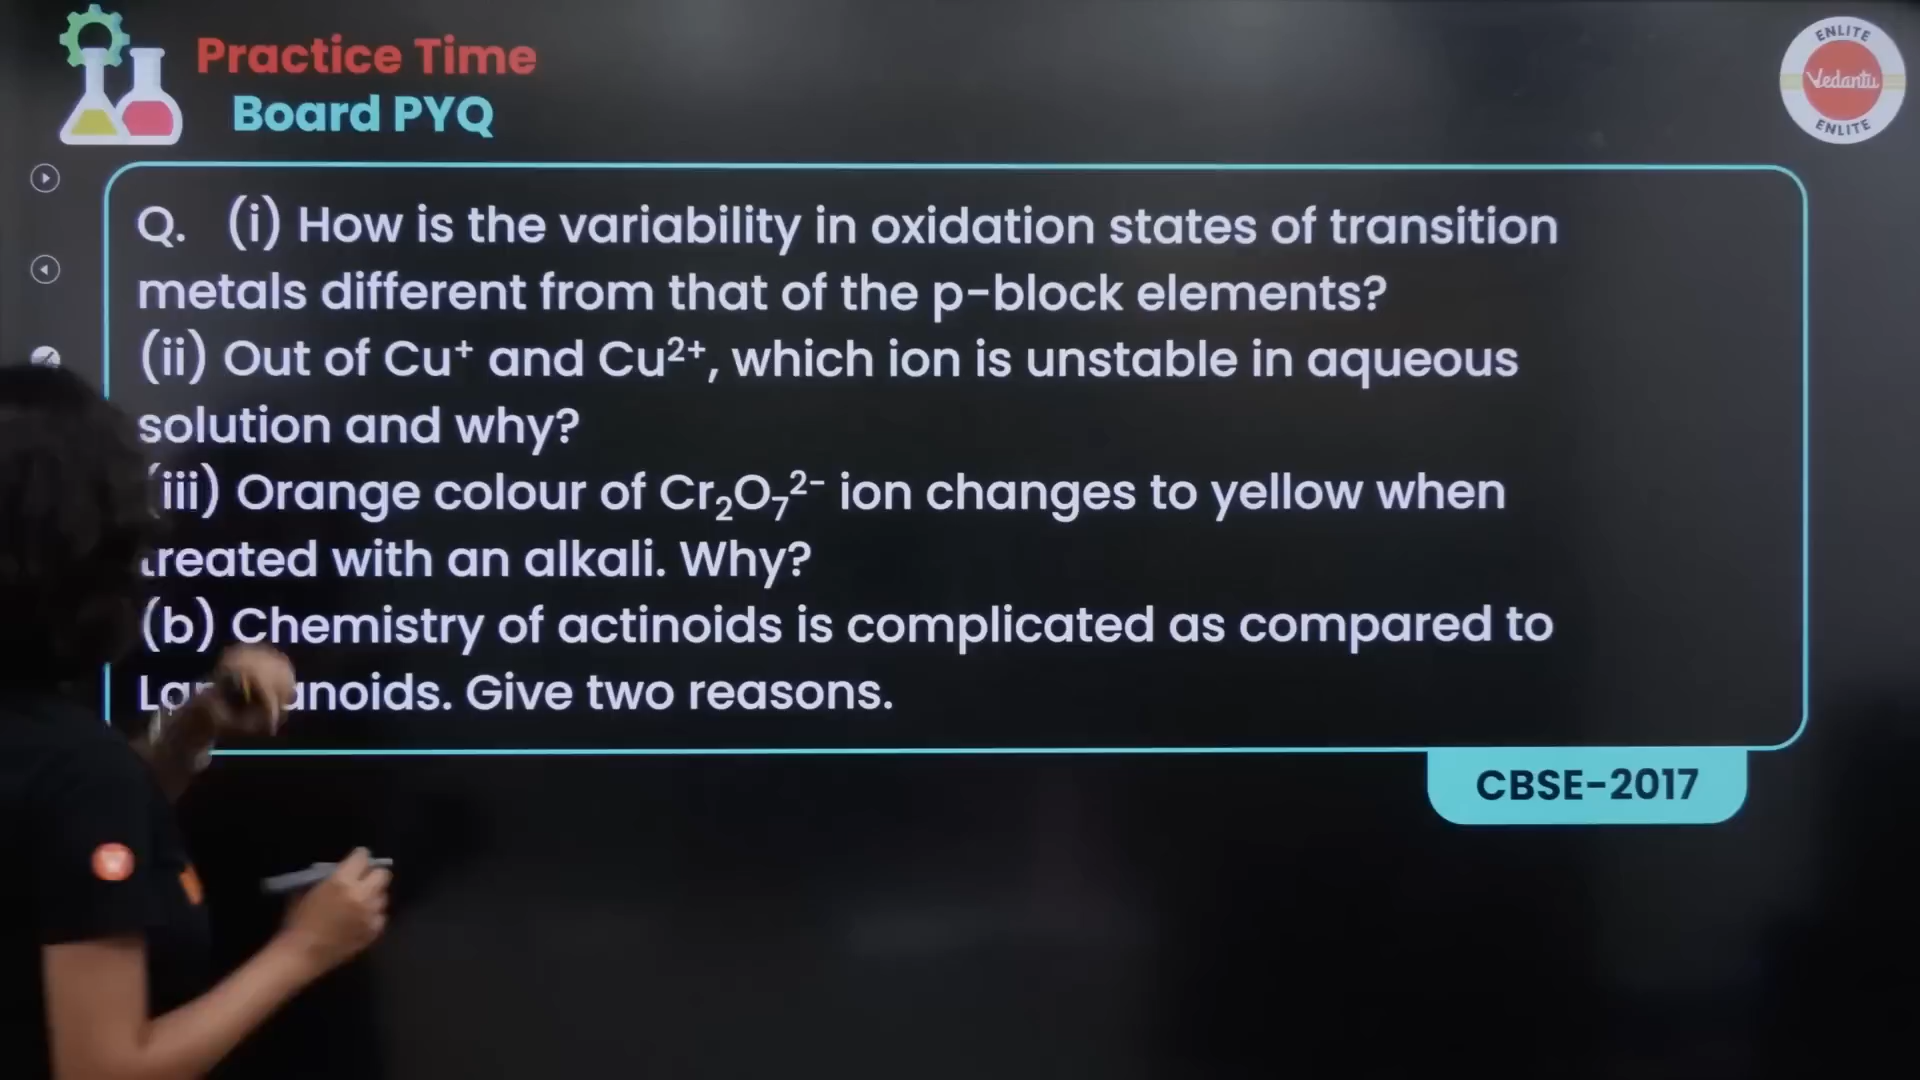 Practice Time
Board PYQ
ENLITE
Vedantu
ENLITE
Q. (i) How is the variability in oxidation states of transition
metals different from that of the p-block elements?
(ii) Out of Cu⁺ and Cu²⁺, which ion is unstable in aqueous
solution and why?
(iii) Orange colour of Cr₂O₇²⁻ ion changes to yellow when
treated with an alkali. Why?
(b) Chemistry of actinoids is complicated as compared to
anoids. Give two reasons.
CBSE-2017